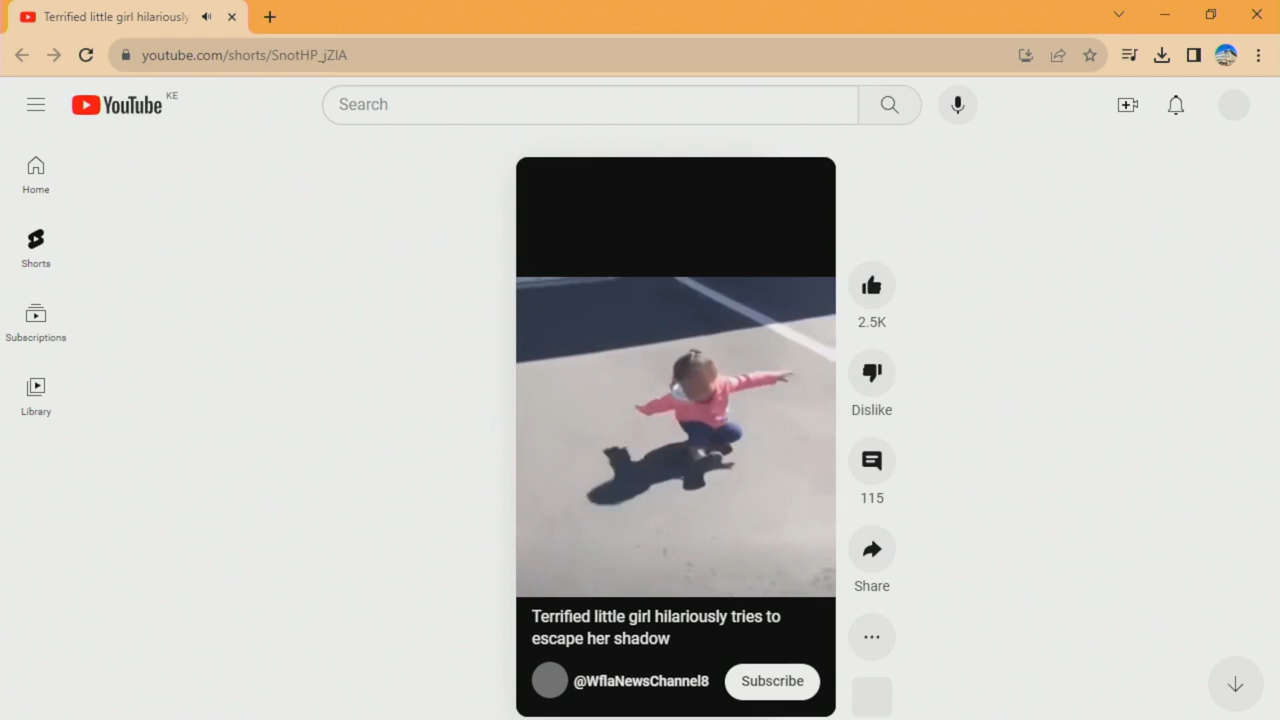 Terrified little girl hilariously
youtube.com/shorts/SnotHP_jZIA
YouTube KE
Search
Home
Shorts
Subscriptions
Library
2.5K
Dislike
115
Share
Terrified little girl hilariously tries to
escape her shadow
@WflaNewsChannel8
Subscribe